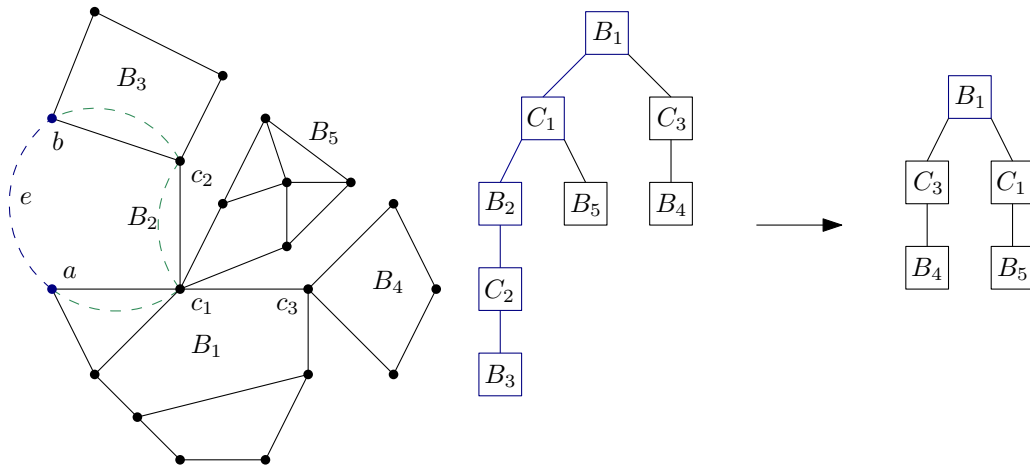 B₃
b
e
a
c₂
B₂
c₁
B₁
B₅
c₃
B₄
B₁
C₁ C₃
B₂ B₅ B₄
C₂
B₃
B₁
C₃ C₁
B₄ B₅